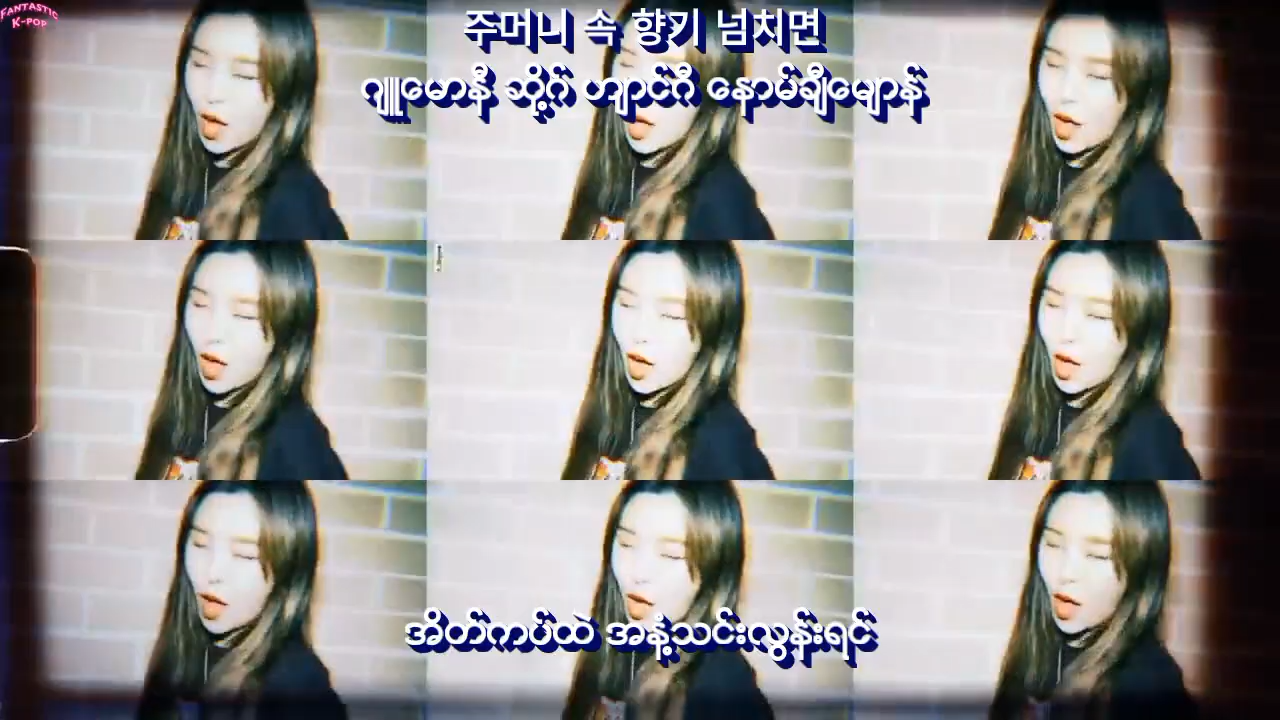 FANTASTIC
K-POP
주머니 속 향기 넘치면
ဂျူမောနီ ဆို့ဂ် ဟျာင်ဂီ နောမ်ချီမျောန်
အိတ်ကပ်ထဲ အနံ့သင်းလွန်းရင်